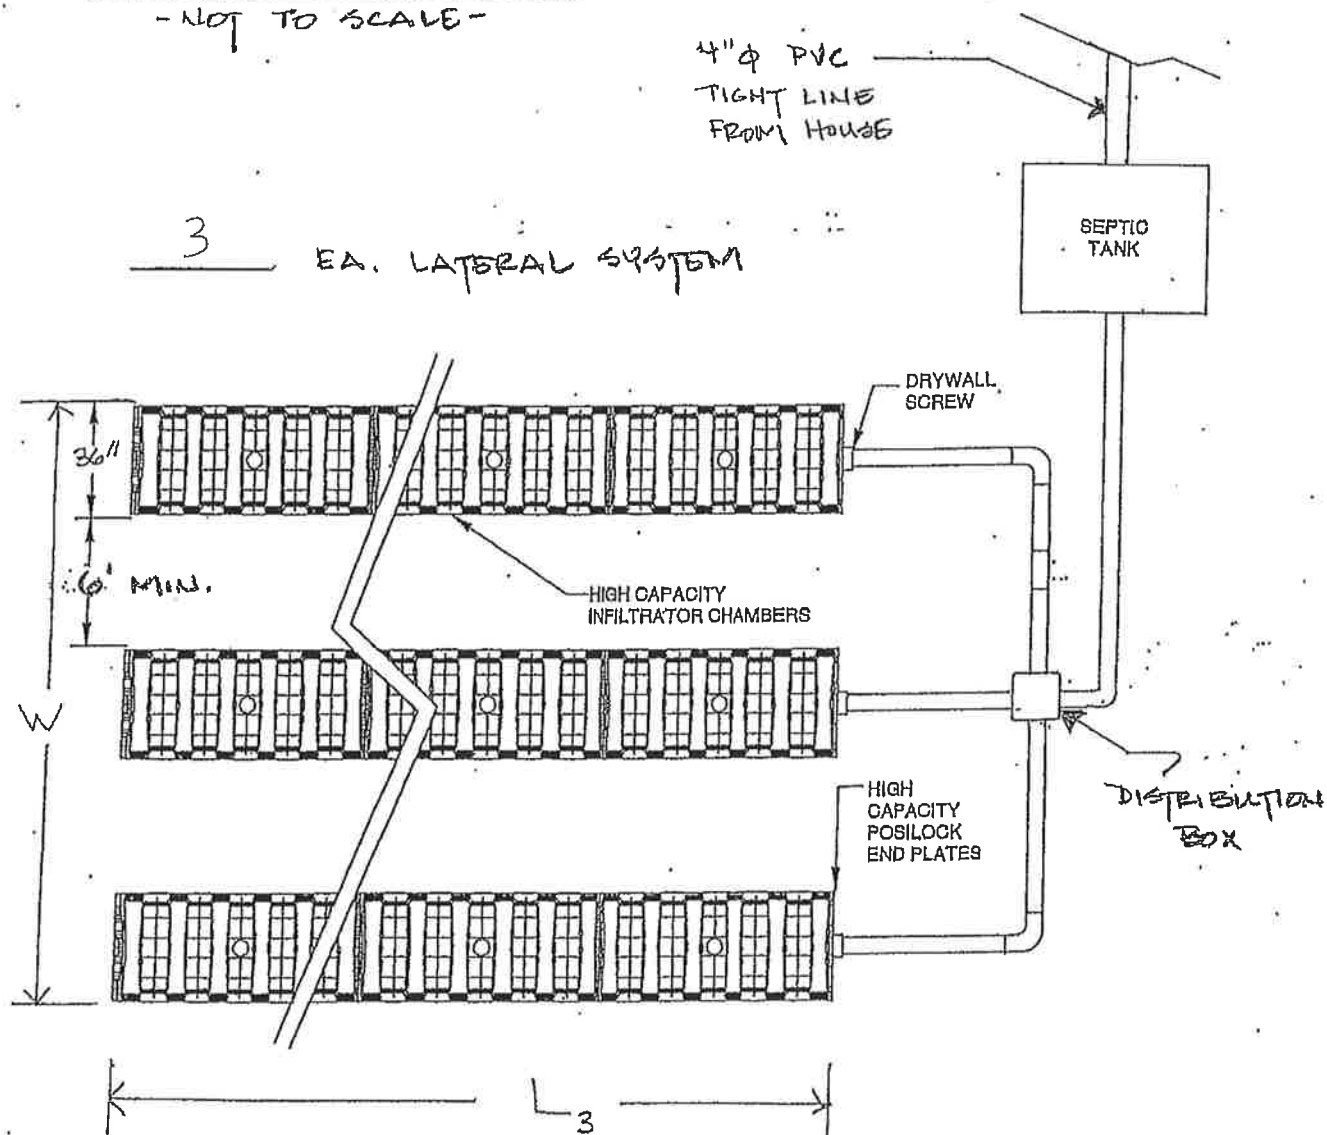 - NOT TO SCALE -
4"φ PVC
TIGHT LINE
FROM HOUSE
SEPTIC
TANK
3 EA. LATERAL SYSTEM
DRYWALL
SCREW
36"
6' MIN.
HIGH CAPACITY
INFILTRATOR CHAMBERS
W
DISTRIBUTION
BOX
HIGH
CAPACITY
POSILOCK
END PLATES
L3